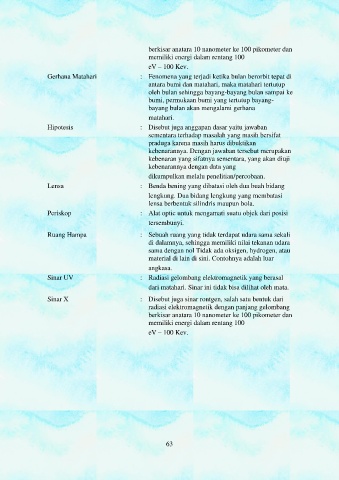 berkisar anatara 10 nanometer ke 100 pikometer dan
memiliki energi dalam rentang 100
eV – 100 Kev.
Gerhana Matahari : Fenomena yang terjadi ketika bulan berorbit tepat di
antara bumi dan matahari, maka matahari tertutup
oleh bulan sehingga bayang-bayang bulan sampai ke
bumi, permukaan bumi yang tertutup bayang-
bayang bulan akan mengalami gerhana
matahari.
Hipotesis : Disebut juga anggapan dasar yaitu jawaban
sementara terhadap masalah yang masih bersifat
praduga karena masih harus dibuktikan
kebenarannya. Dengan jawaban tersebut merupakan
kebenaran yang sifatnya sementara, yang akan diuji
kebenarannya dengan data yang
dikumpulkan melalu penelitian/percobaan.
Lensa : Benda bening yang dibatasi oleh dua buah bidang
lengkung. Dua bidang lengkung yang membatasi
lensa berbentuk silindris maupun bola.
Periskop : Alat optic untuk mengamati suatu objek dari posisi
tersembunyi.
Ruang Hampa : Sebuah ruang yang tidak terdapat udara sama sekali
di dalamnya, sehingga memiliki nilai tekanan udara
sama dengan nol Tidak ada oksigen, hydrogen, atau
material di lain di sini. Contohnya adalah luar
angkasa.
Sinar UV : Radiasi gelombang elektromagnetik yang berasal
dari matahari. Sinar ini tidak bisa dilihat oleh mata.
Sinar X : Disebut juga sinar rontgen, salah satu bentuk dari
radiasi elektromagnetik dengan panjang gelombang
berkisar anatara 10 nanometer ke 100 pikometer dan
memiliki energi dalam rentang 100
eV – 100 Kev.
63